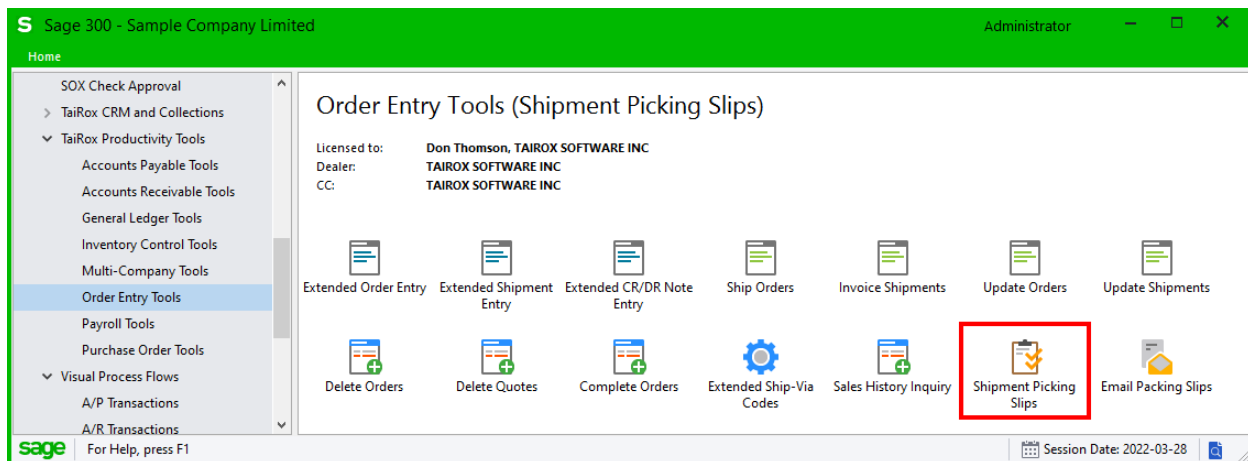 S Sage 300 - Sample Company Limited
Administrator
Home
SOX Check Approval
TaiRox CRM and Collections
TaiRox Productivity Tools
Accounts Payable Tools
Accounts Receivable Tools
General Ledger Tools
Inventory Control Tools
Multi-Company Tools
Order Entry Tools
Payroll Tools
Purchase Order Tools
Visual Process Flows
A/P Transactions
A/R Transactions
Order Entry Tools (Shipment Picking Slips)
Licensed to: Don Thomson, TAIROX SOFTWARE INC
Dealer: TAIROX SOFTWARE INC
CC: TAIROX SOFTWARE INC
Extended Order Entry
Extended Shipment
Entry
Extended CR/DR Note
Entry
Ship Orders
Invoice Shipments
Update Orders
Update Shipments
Delete Orders
Delete Quotes
Complete Orders
Extended Ship-Via
Codes
Sales History Inquiry
Shipment Picking
Slips
Email Packing Slips
sage For Help, press F1
Session Date: 2022-03-28